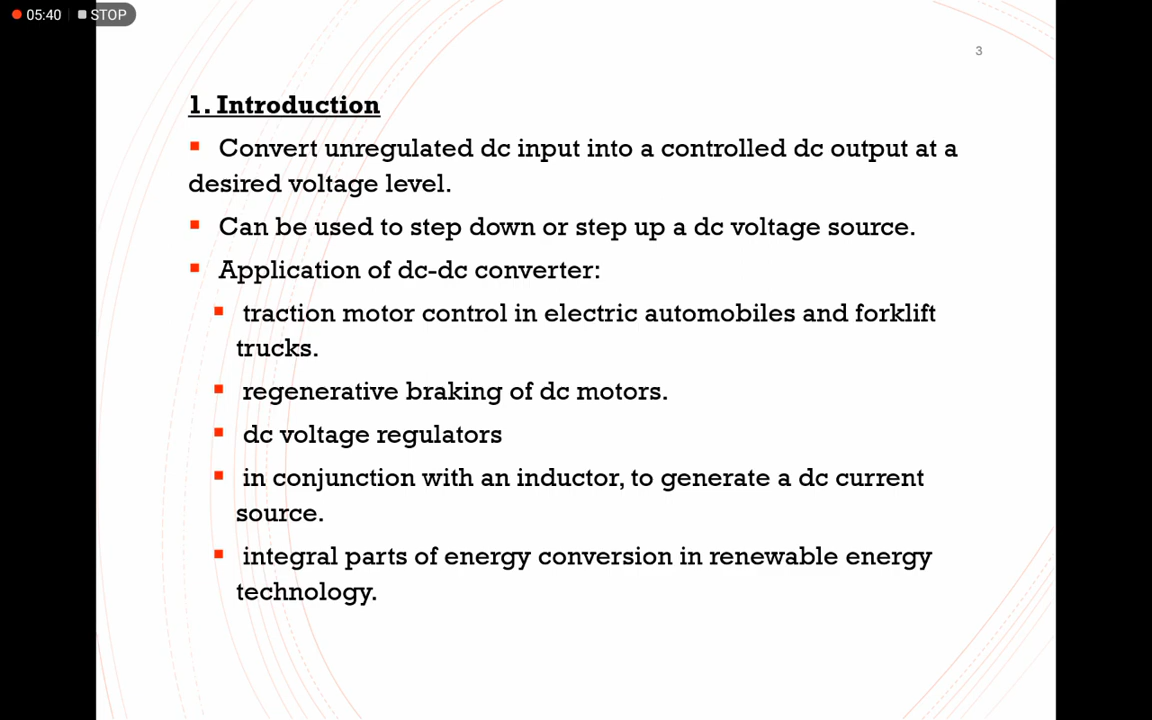 05:40 STOP
3
1. Introduction
Convert unregulated dc input into a controlled dc output at a
desired voltage level.
Can be used to step down or step up a dc voltage source.
Application of dc-dc converter:
traction motor control in electric automobiles and forklift
trucks.
regenerative braking of dc motors.
dc voltage regulators
in conjunction with an inductor, to generate a dc current
source.
integral parts of energy conversion in renewable energy
technology.